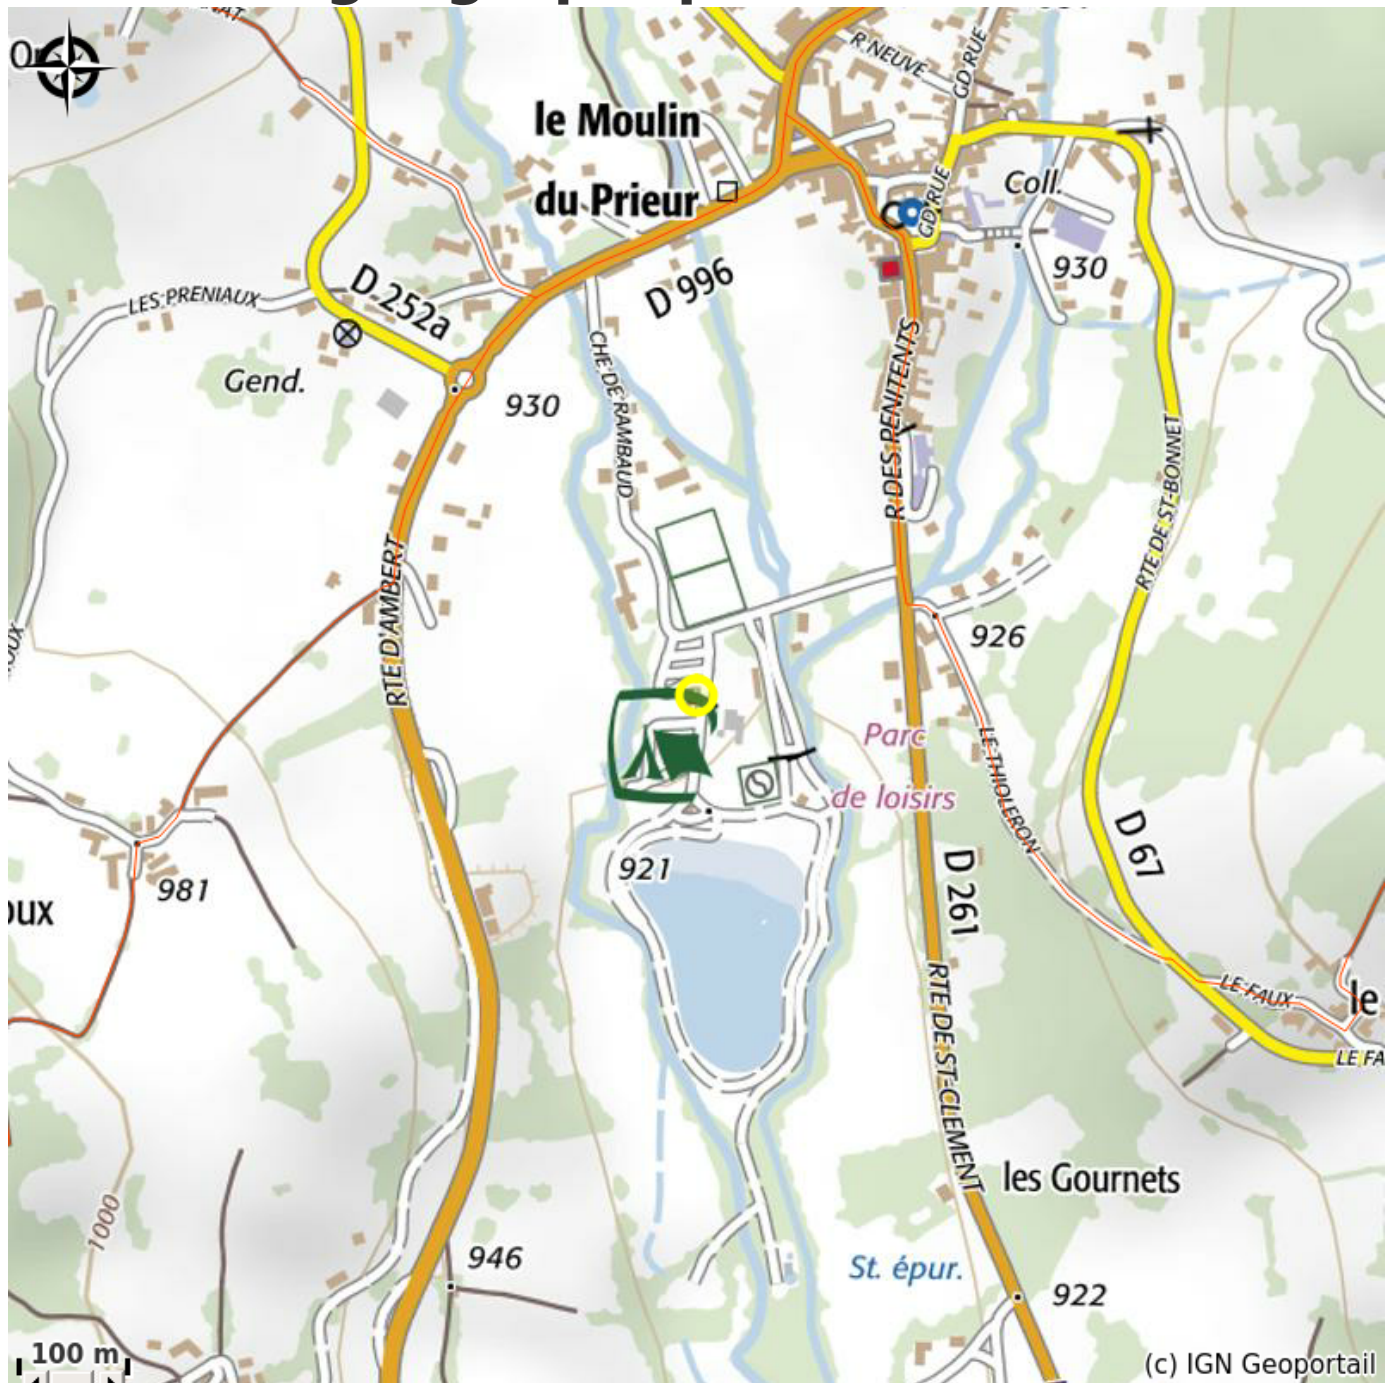 R NEUVE
GD RUE
le Moulin
du Prieur
Coll.
GD RUE
930
D 996
D 252a
LES PRENIAUX
Gend.
930
CHE DE RAMBAUD
R DES PENITENTS
RTE DE ST-BONNET
RTE D'AMBERT
926
Parc
de loisirs
LE THIOLERON
D 67
921
981
D 261
LE FAUX
le
LE FA
RTE DE ST-CLEMENT
les Gournets
1000
946
St. épur.
922
100 m
(c) IGN Geoportail